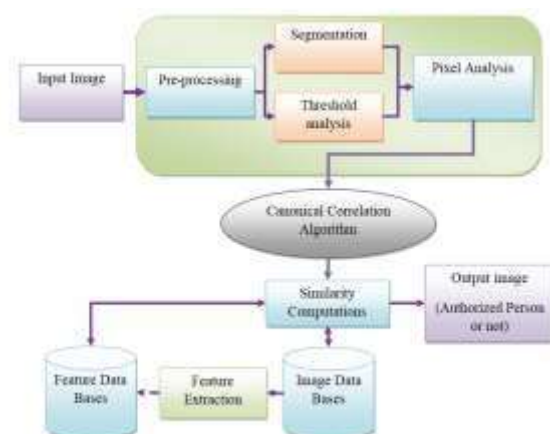 Input Image
Pre-processing
Segmentation
Threshold
analysis
Pixel Analysis
Canonical Correlation
Algorithm
Similarity
Computations
Output image
(Authorized Person
or not)
Feature Data
Bases
Feature
Extraction
Image Data
Bases